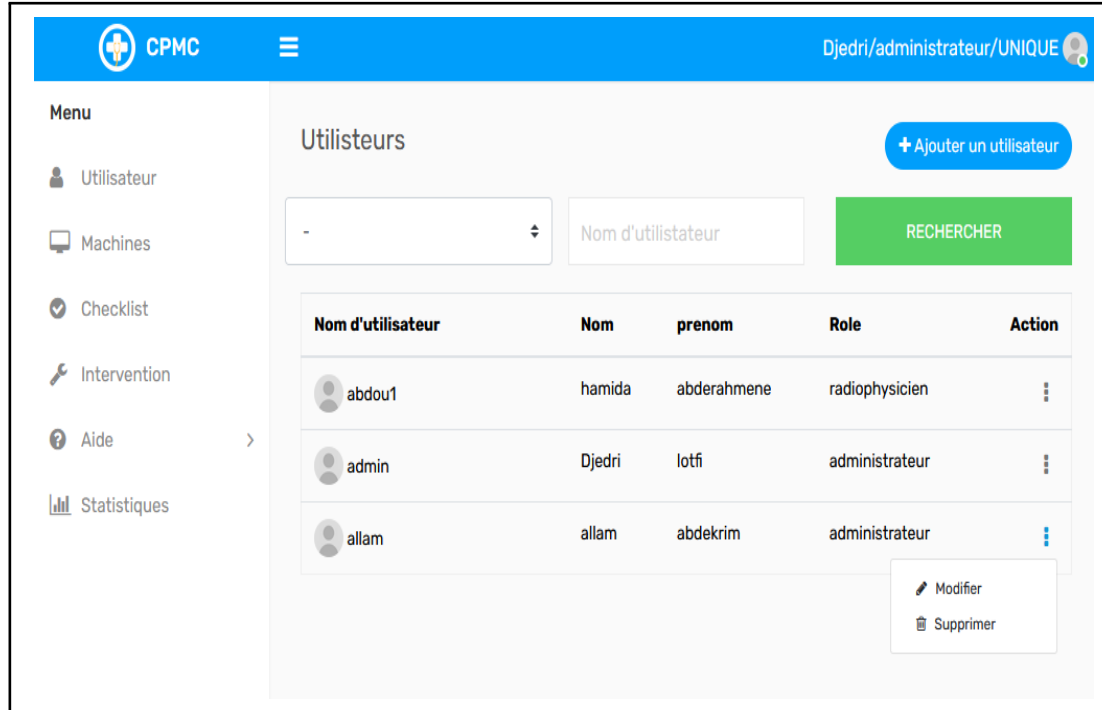 CPMC
Djedri/administrateur/UNIQUE
Menu
Utilisateur
Machines
Checklist
Intervention
Aide
Statistiques
Utilisteurs
+ Ajouter un utilisateur
-
Nom d'utilistateur
RECHERCHER
Nom d'utilisateur Nom prenom Role Action
abdou1 hamida abderahmene radiophysicien
admin Djedri lotfi administrateur
allam allam abdekrim administrateur
Modifier
Supprimer